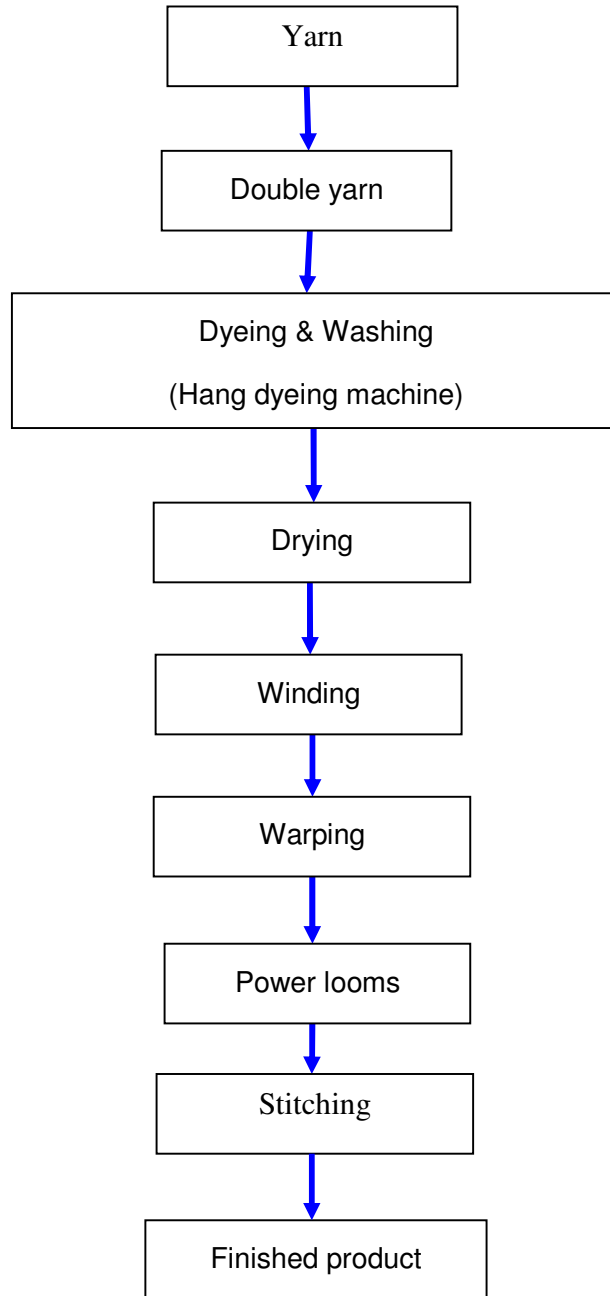 Yarn
Double yarn
Dyeing & Washing
(Hang dyeing machine)
Drying
Winding
Warping
Power looms
Stitching
Finished product